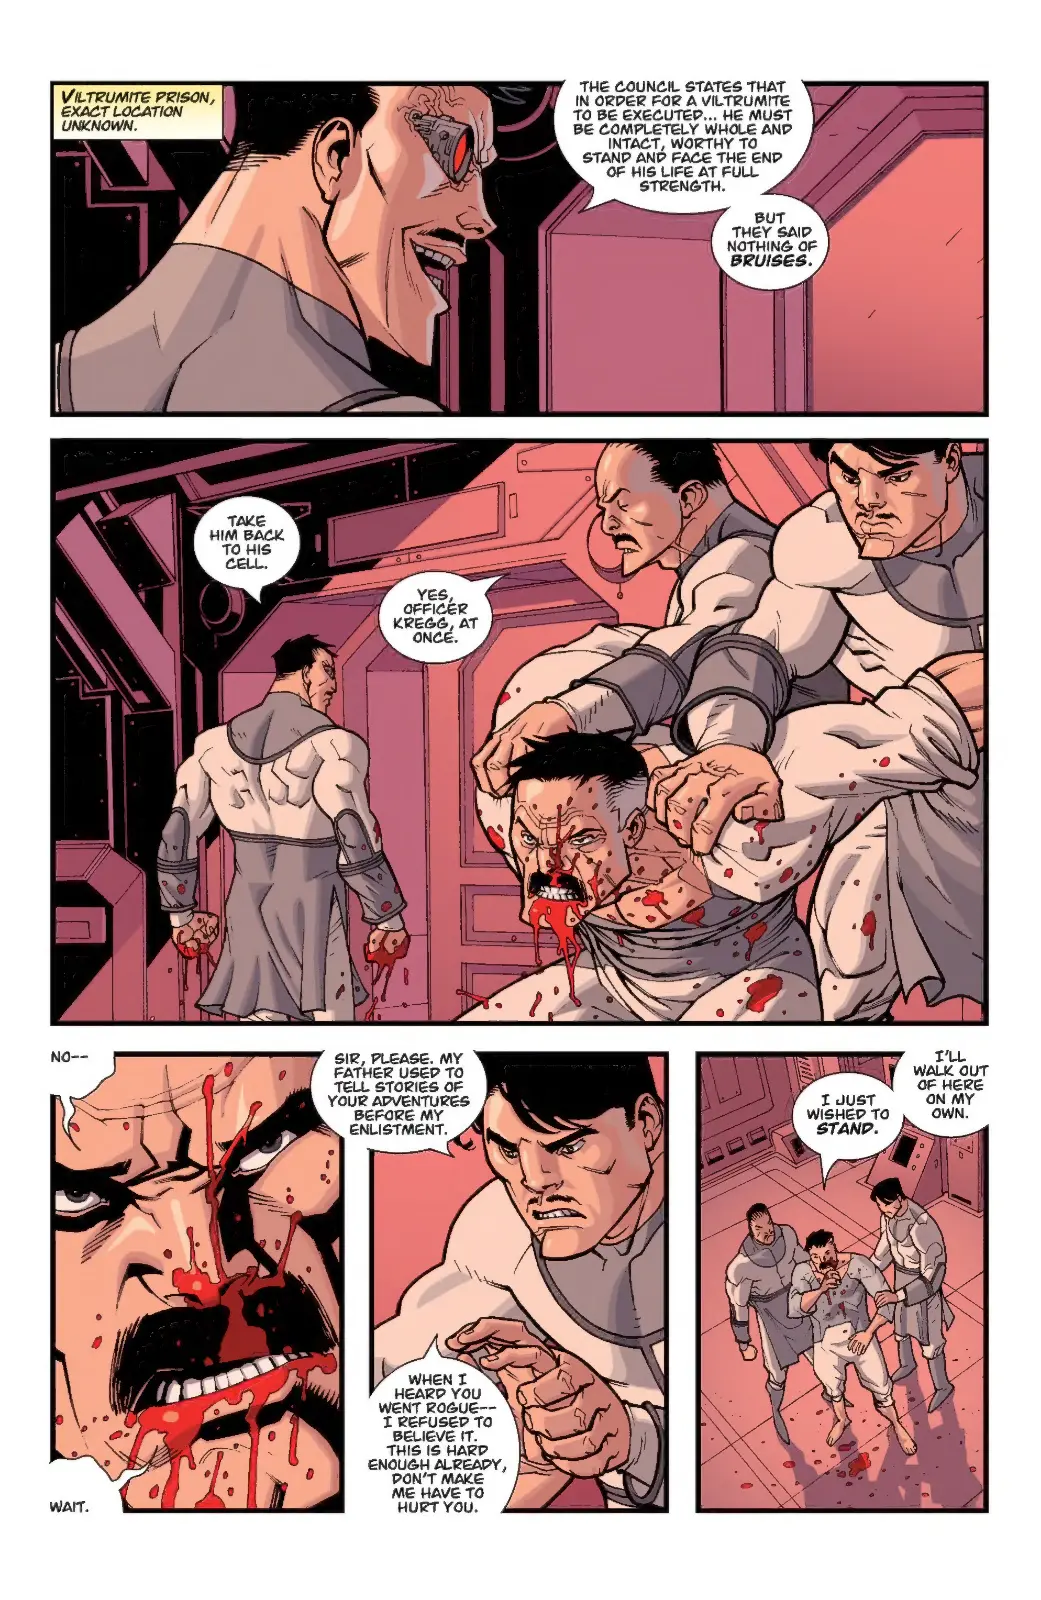 VILTRUMITE PRISON,
EXACT LOCATION
UNKNOWN.
THE COUNCIL STATES THAT
IN ORDER FOR A VILTRUMITE
TO BE EXECUTED... HE MUST
BE COMPLETELY WHOLE AND
INTACT, WORTHY TO
STAND AND FACE THE END
OF HIS LIFE AT FULL
STRENGTH.
BUT
THEY SAID
NOTHING OF
BRUISES.
TAKE
HIM BACK
TO HIS
CELL.
YES,
OFFICER
KREGG, AT
ONCE.
NO--
WAIT.
SIR, PLEASE. MY
FATHER USED TO
TELL STORIES OF
YOUR ADVENTURES
BEFORE MY
ENLISTMENT.
WHEN I
HEARD YOU
WENT ROGUE--
I REFUSED TO
BELIEVE IT.
THIS IS HARD
ENOUGH ALREADY,
DON'T MAKE
ME HAVE TO
HURT YOU.
I JUST
WISHED TO
STAND.
I'LL
WALK OUT
OF HERE
ON MY
OWN.